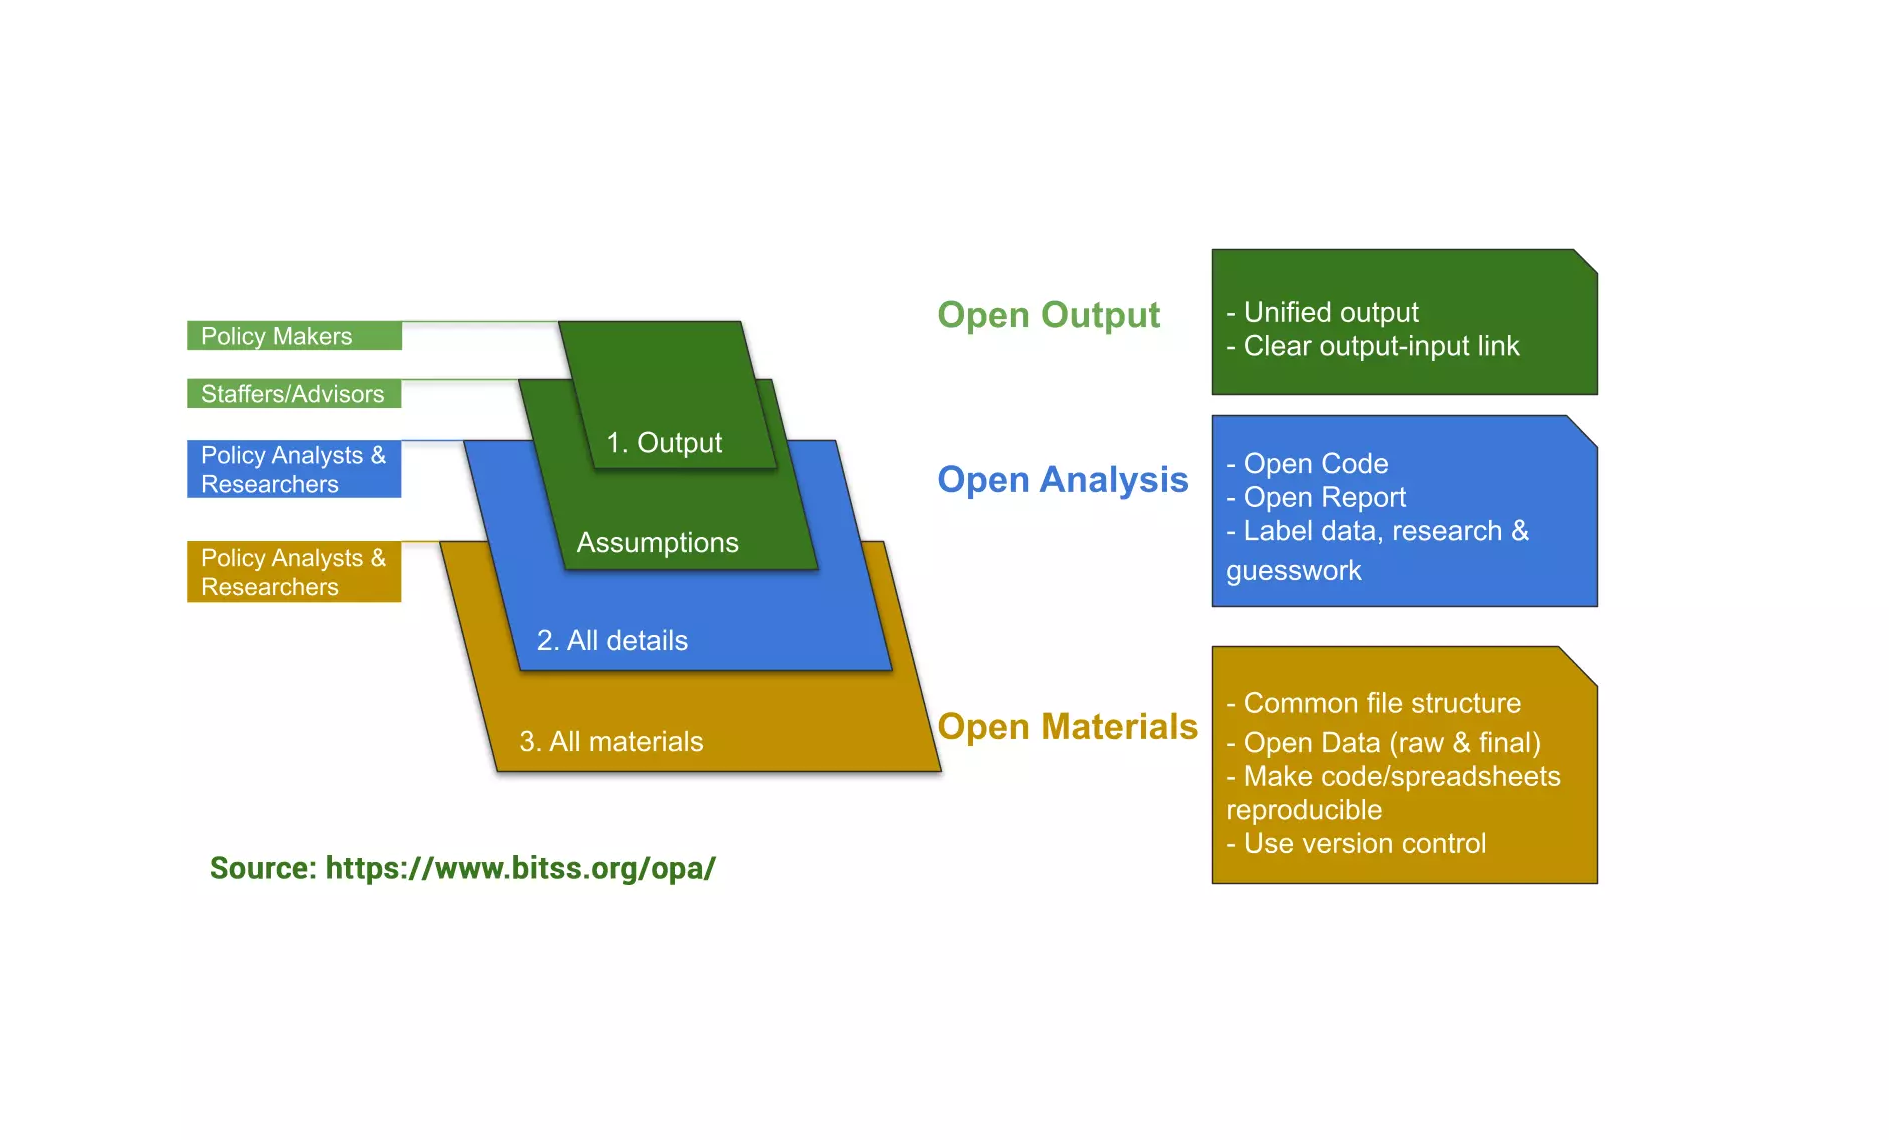 Policy Makers
Staffers/Advisors
Policy Analysts &
Researchers
Policy Analysts &
Researchers
1. Output
Assumptions
2. All details
3. All materials
Open Output
- Unified output
- Clear output-input link
Open Analysis
- Open Code
- Open Report
- Label data, research &
guesswork
Open Materials
- Common file structure
- Open Data (raw & final)
- Make code/spreadsheets
reproducible
- Use version control
Source: https://www.bitss.org/opa/